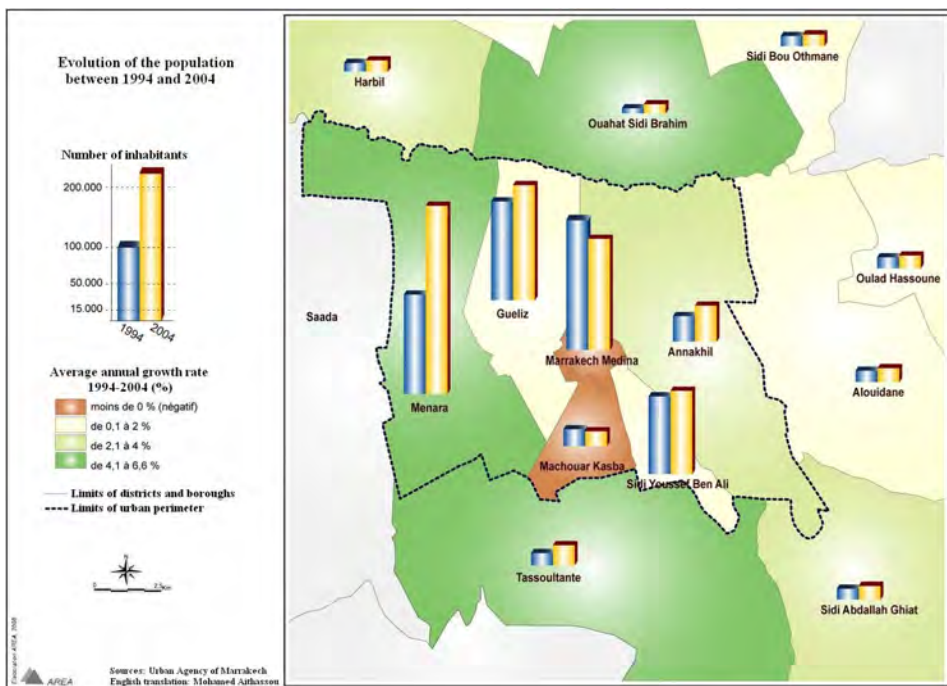 Evolution of the population
between 1994 and 2004
Number of inhabitants
200.000
100.000
50.000
15.000
1994
2004
Average annual growth rate
1994-2004 (%)
moins de 0 % (négatif)
de 0,1 à 2 %
de 2,1 à 4 %
de 4,1 à 6,6 %
Limits of districts and boroughs
Limits of urban perimeter
N
0 2,5 Km
AREA
Sources: Urban Agency of Marrakech
English translation: Mohamed Aithassou
Harbil
Sidi Bou Othmane
Ouahat Sidi Brahim
Oulad Hassoune
Saada
Gueliz
Marrakech Medina
Annakhil
Alouidane
Menara
Machouar Kasba
Sidi Youssef Ben Ali
Tassoultante
Sidi Abdallah Ghiat